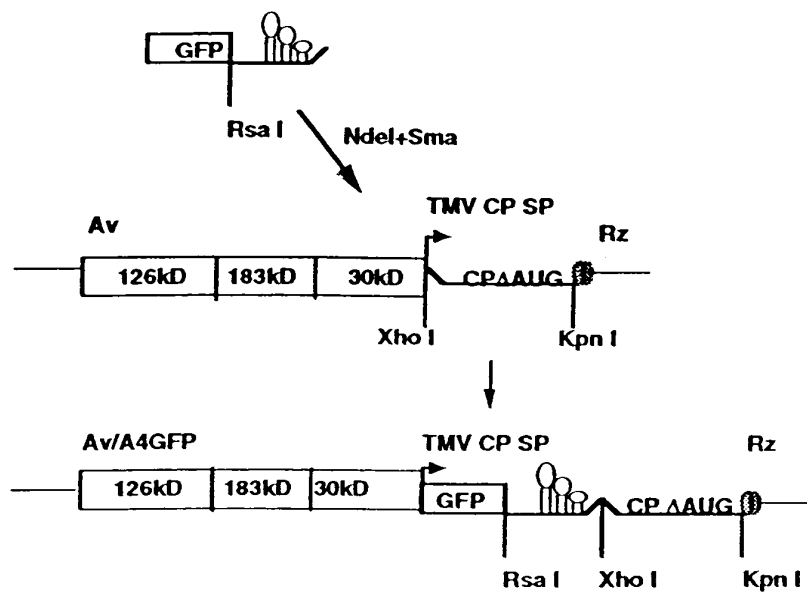 GFP
Rsa I
NdeI+Sma
TMV CP SP
Av
Rz
126kD 183kD 30kD CPΔAUG
Xho I Kpn I
Av/A4GFP TMV CP SP Rz
126kD 183kD 30kD GFP CP ΔAUG
Rsa I Xho I Kpn I